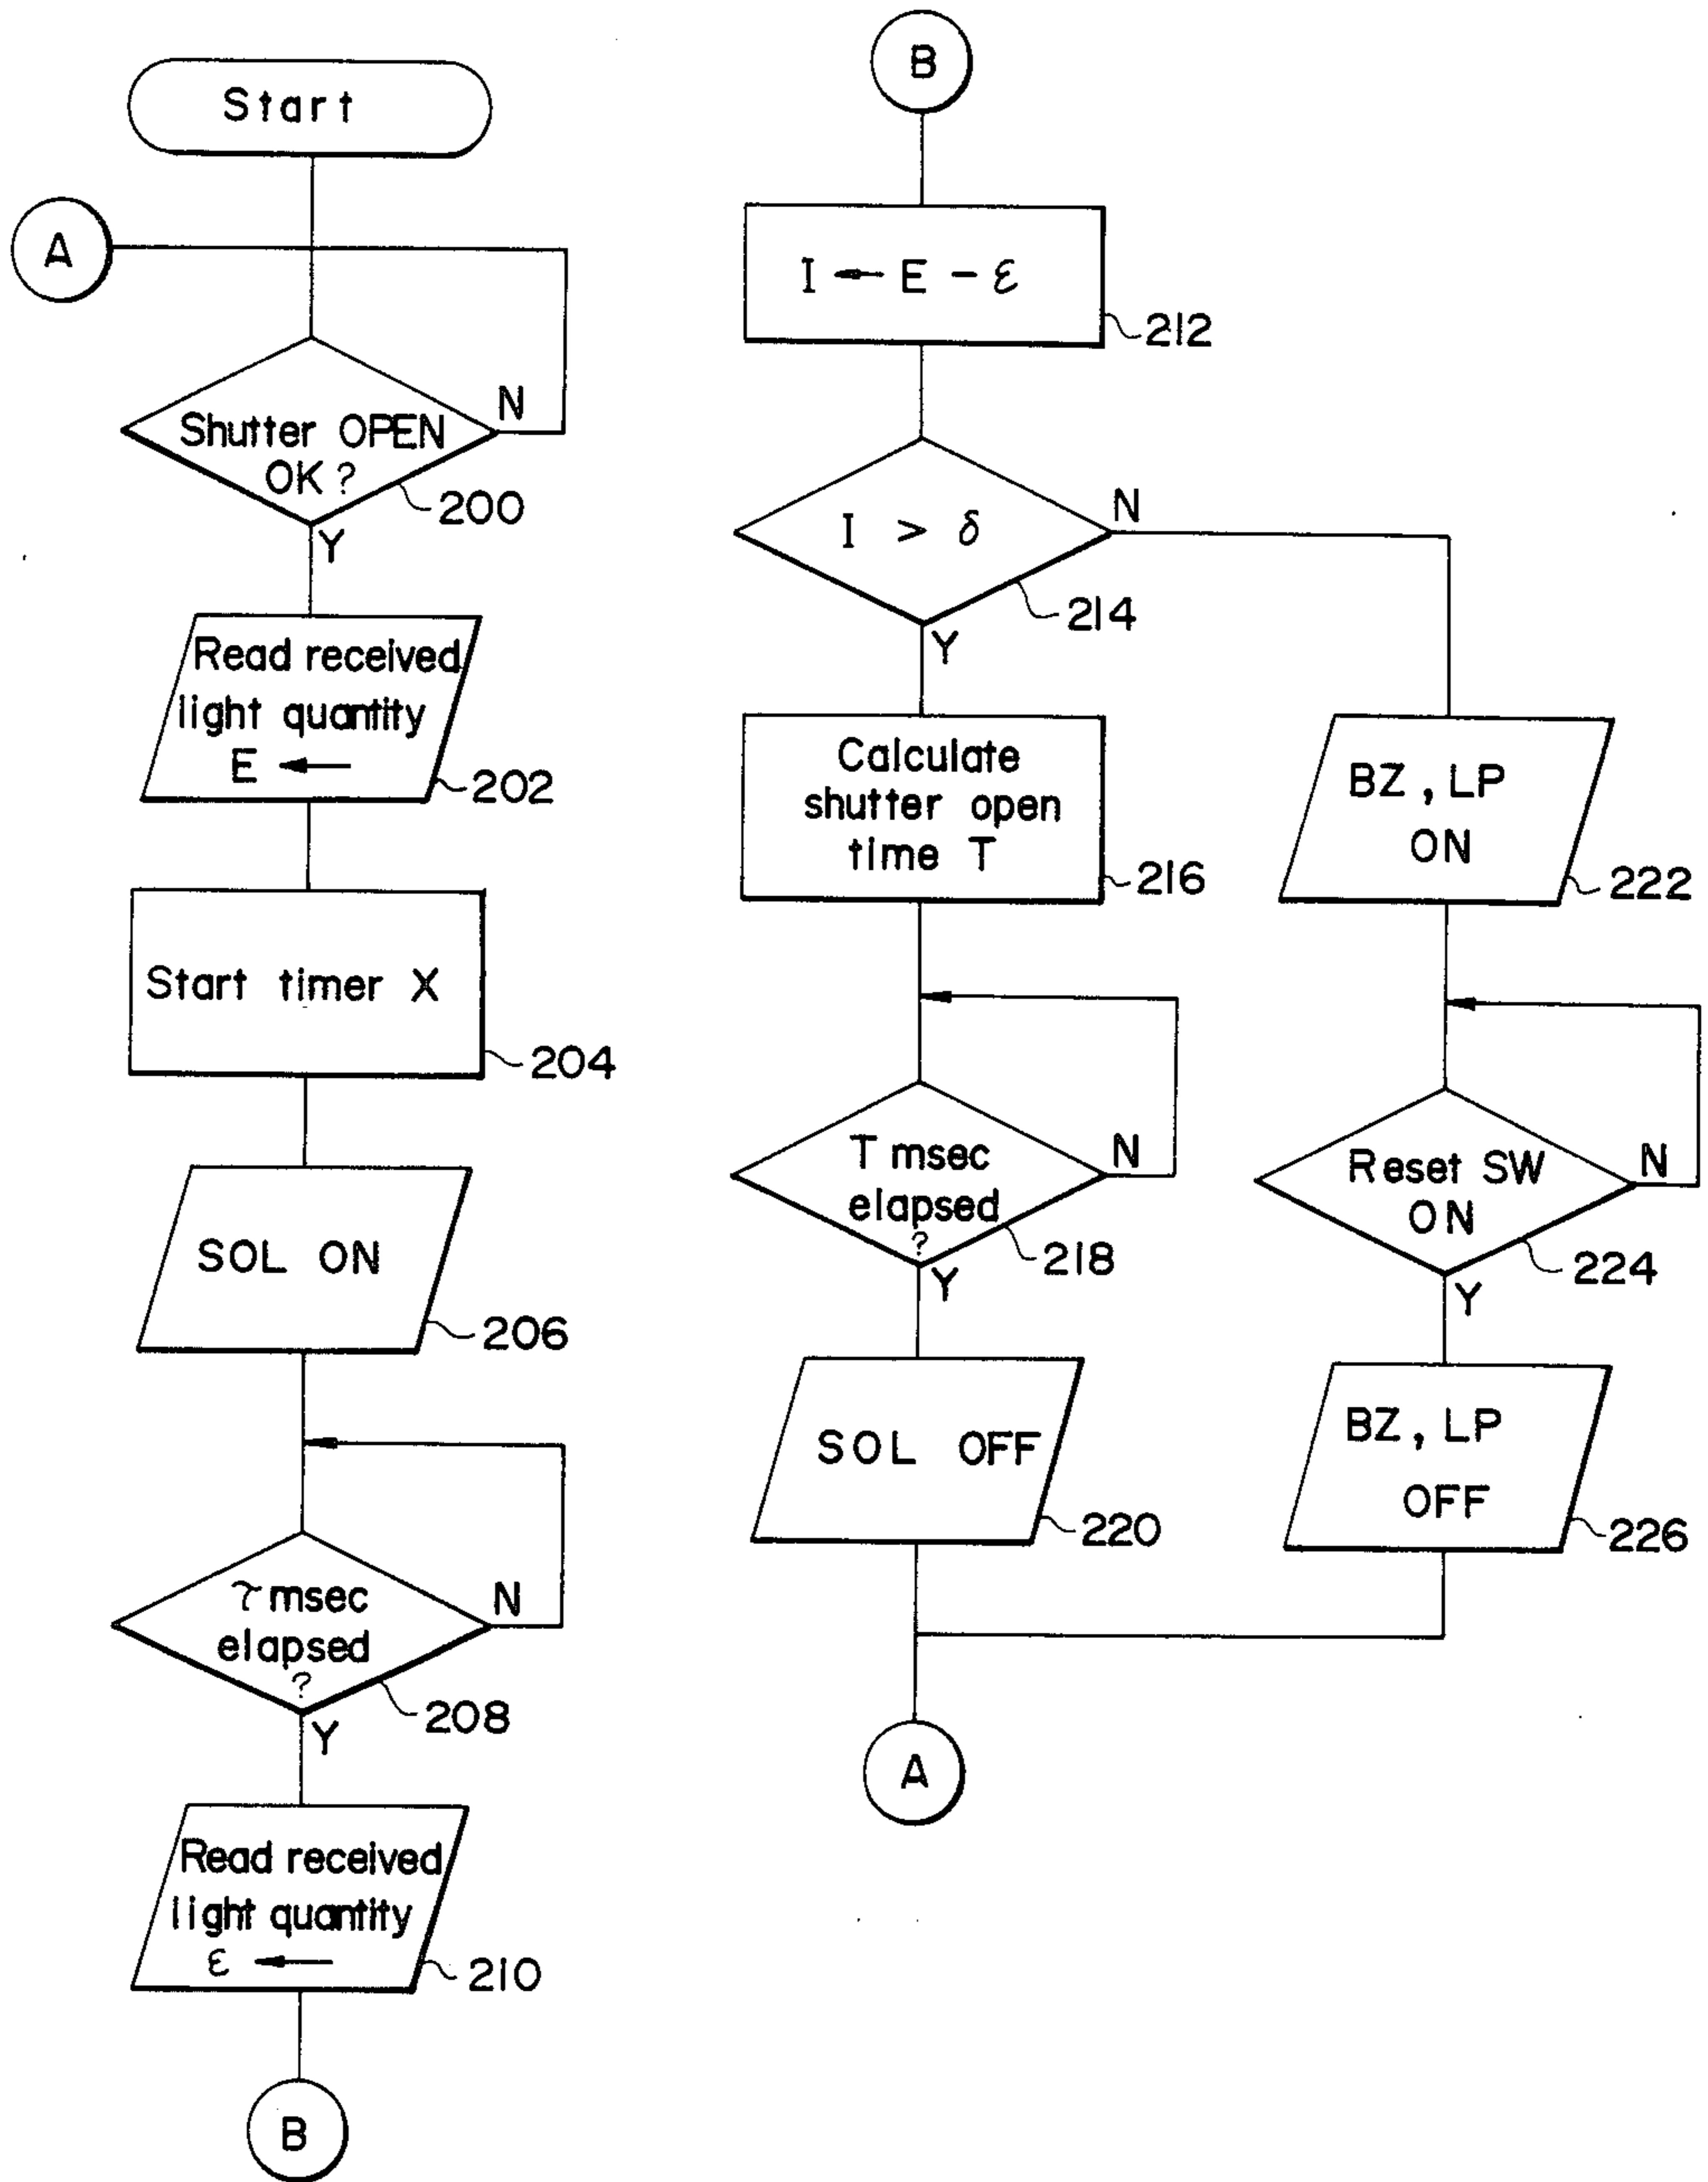 Start
A
Shutter OPEN
OK?
N
200
Y
Read received
light quantity
E ←
202
Start timer X
204
SOL ON
206
τ msec
elapsed
?
N
208
Y
Read received
light quantity
ε ←
210
B
B
I ← E - ε
212
I > δ
N
214
Y
Calculate
shutter open
time T
216
T msec
elapsed
?
N
218
Y
SOL OFF
220
A
BZ, LP
ON
222
Reset SW
ON
N
224
Y
BZ, LP
OFF
226